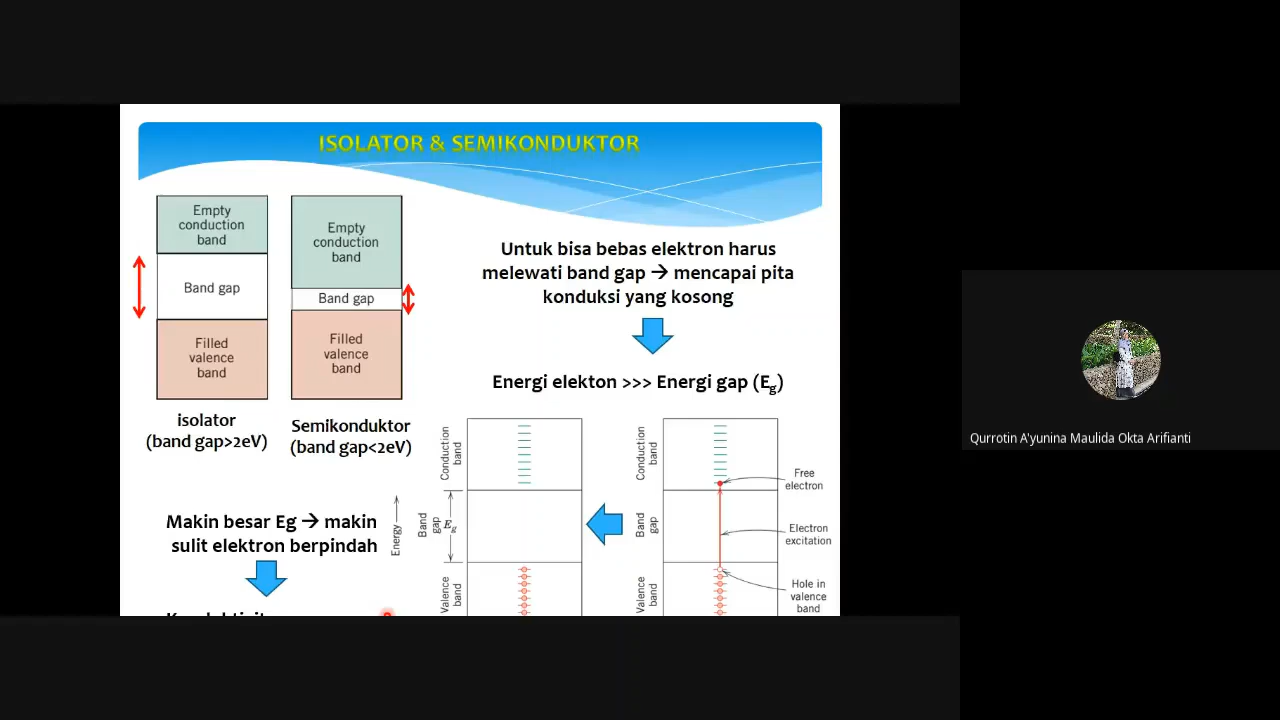 ISOLATOR & SEMIKONDUKTOR
Empty
conduction
band
Band gap
Filled
valence
band
isolator
(band gap>2eV)
Empty
conduction
band
Band gap
Filled
valence
band
Semikonduktor
(band gap<2eV)
Untuk bisa bebas elektron harus
melewati band gap → mencapai pita
konduksi yang kosong
Energi elekton >>> Energi gap (Eg)
Makin besar Eg → makin
sulit elektron berpindah
Energy
Conduction
band
Band
gap
Eg
Valence
band
Conduction
band
Band
gap
Valence
band
Free
electron
Electron
excitation
Hole in
valence
band
Qurrotin A'yunina Maulida Okta Arifianti